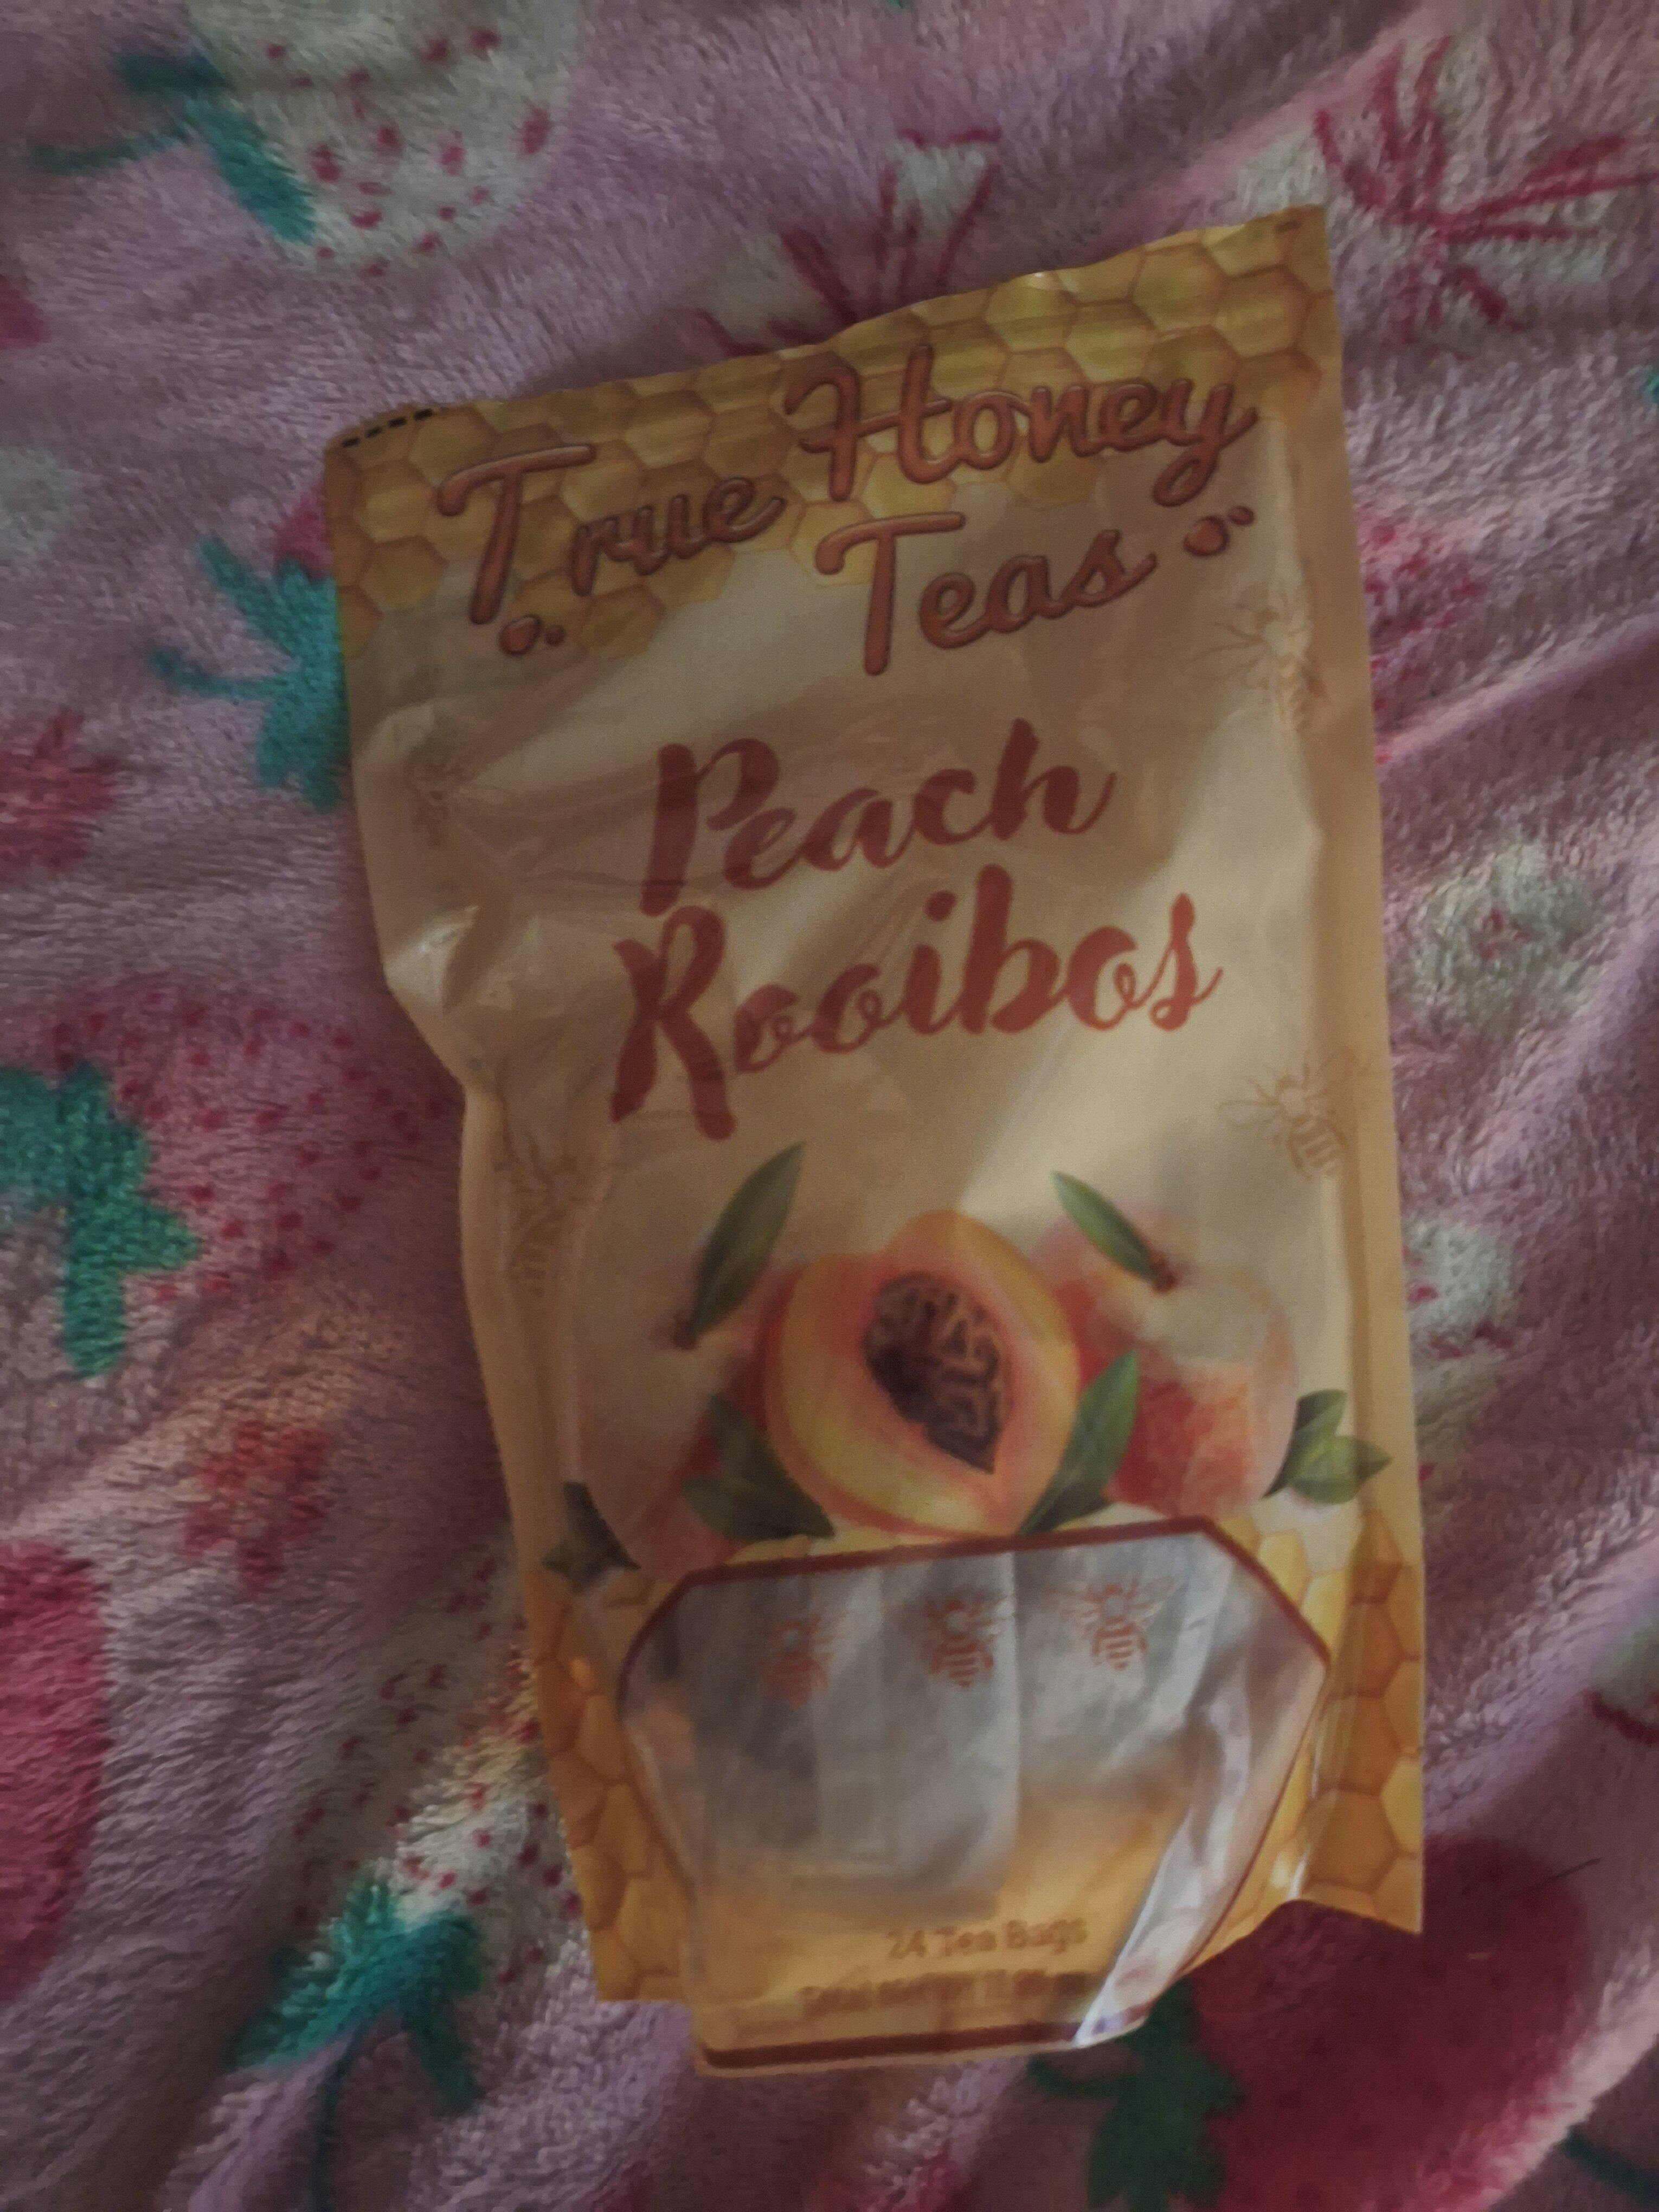 True Honey
Teas
Peach
Rooibos
24 Tea Bags